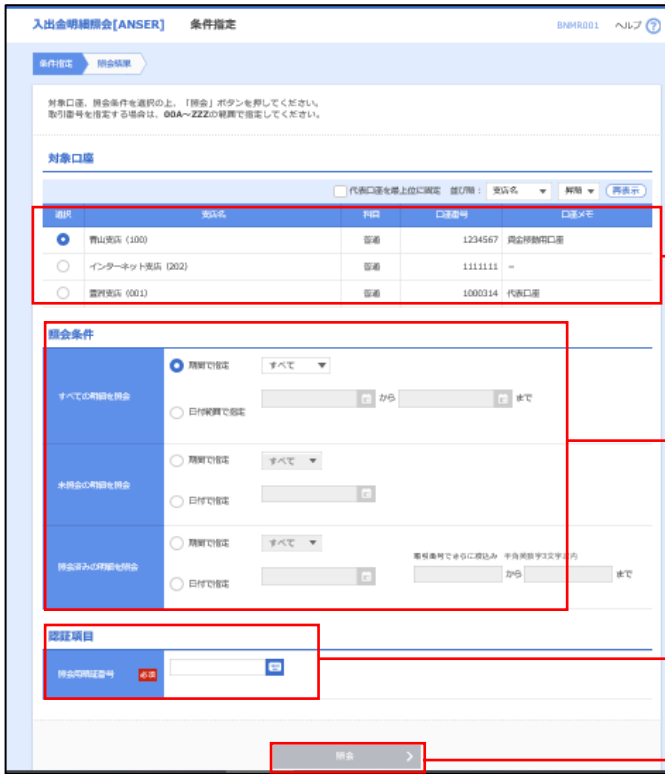 入出金明細照会[ANSER] 条件指定 BNMR001 ヘルプ ?
条件指定 照会結果
対象口座、照会条件を選択の上、「照会」ボタンを押してください。
取引番号を指定する場合は、00A～ZZZの範囲で指定してください。
対象口座
代表口座を最上位に固定 並び順： 支店名 昇順 再表示
選択 支店名 科目 口座番号 口座メモ
青山支店（100） 普通 1234567 資金移動用口座
インターネット支店（202） 普通 1111111 －
豊洲支店（001） 普通 1000314 代表口座
照会条件
すべての明細を照会
期間で指定 すべて
日付範囲で指定 から まで
未照会の明細を照会
期間で指定 すべて
日付で指定
照会済みの明細を照会
期間で指定 すべて
取引番号でさらに絞込み 半角英数字3文字以内
日付で指定 から まで
認証項目
照会用暗証番号 必須
照会